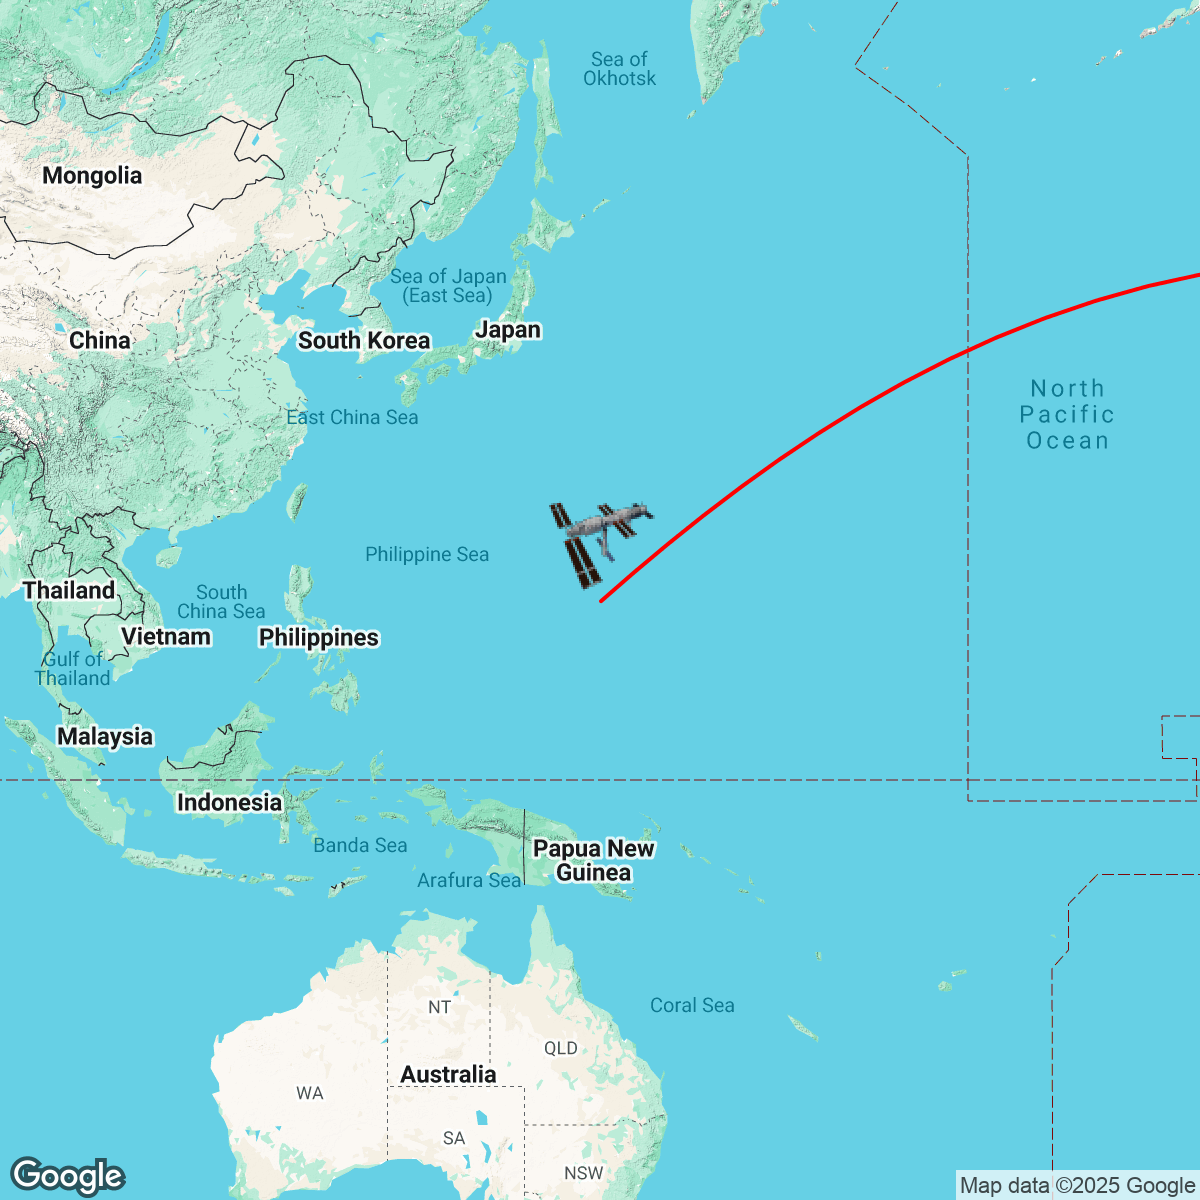 Sea of
Okhotsk
Mongolia
Sea of Japan
(East Sea)
Japan
China
South Korea
North
Pacific
Ocean
East China Sea
Philippine Sea
Thailand
South
China Sea
Vietnam
Philippines
Gulf of
Thailand
Malaysia
Indonesia
Banda Sea
Papua New
Guinea
Arafura Sea
NT
Coral Sea
QLD
Australia
WA
SA
NSW
Google
Map data ©2025 Google